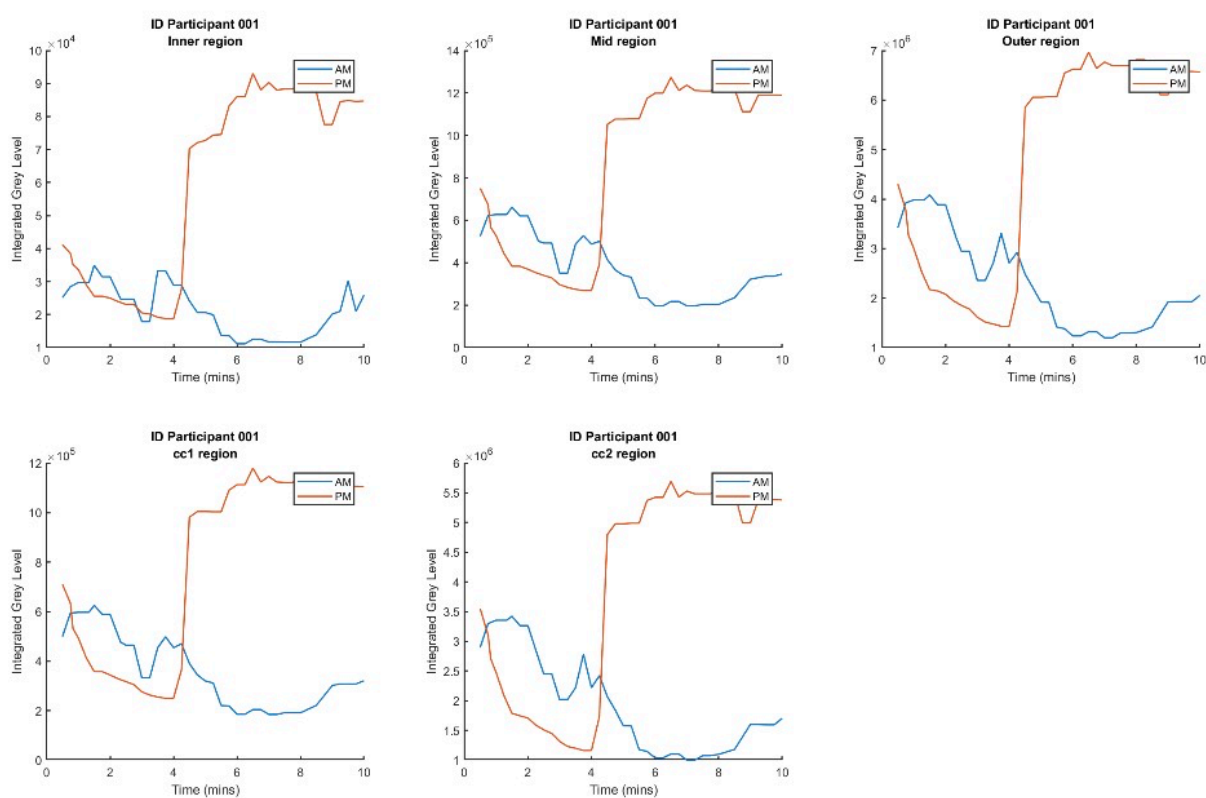 ID Participant 001
Inner region
×10⁴
10
9
8
7
6
5
4
3
2
1
0 2 4 6 8 10
Integrated Grey Level
Time (mins)
AM
PM
ID Participant 001
Mid region
×10⁵
14
12
10
8
6
4
2
0
0 2 4 6 8 10
Integrated Grey Level
Time (mins)
AM
PM
ID Participant 001
Outer region
×10⁶
7
6
5
4
3
2
1
0 2 4 6 8 10
Integrated Grey Level
Time (mins)
AM
PM
ID Participant 001
cc1 region
×10⁵
12
10
8
6
4
2
0
0 2 4 6 8 10
Integrated Grey Level
Time (mins)
AM
PM
ID Participant 001
cc2 region
×10⁶
6
5.5
5
4.5
4
3.5
3
2.5
2
1.5
1
0 2 4 6 8 10
Integrated Grey Level
Time (mins)
AM
PM